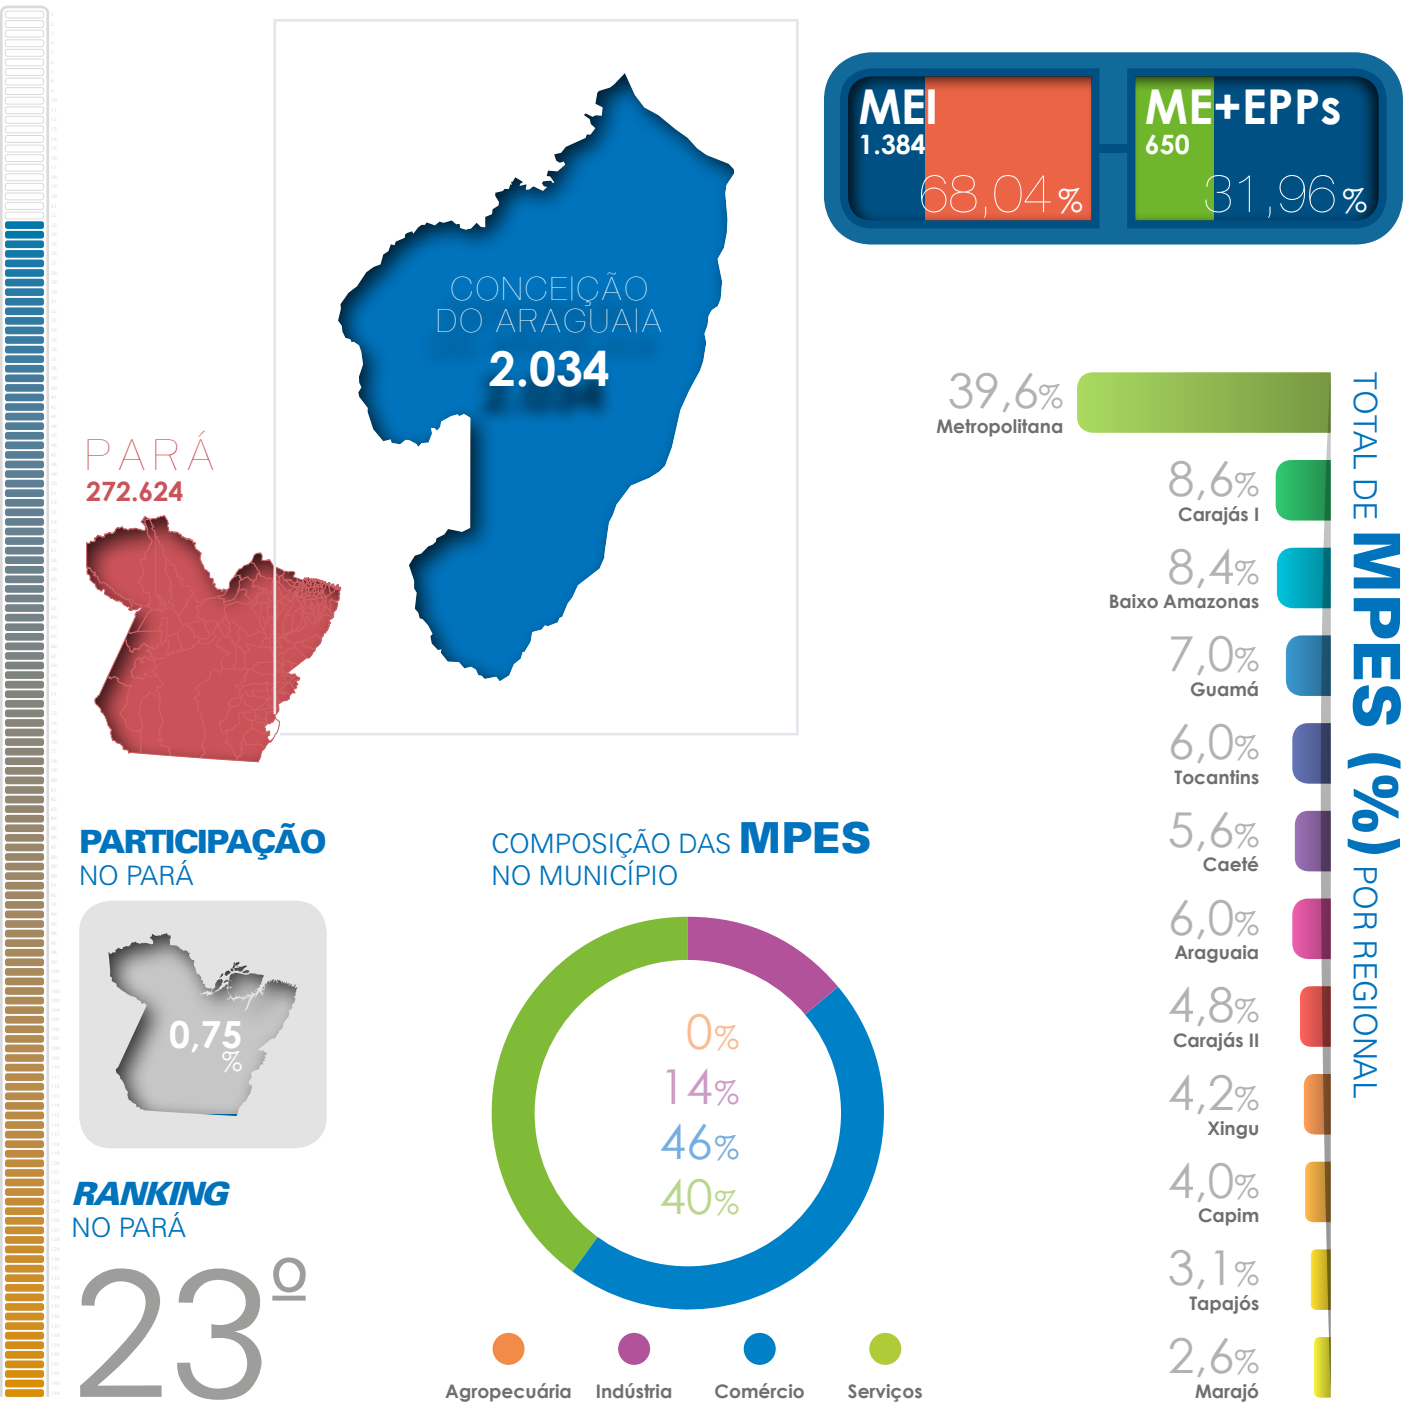 MEI
1.384
68,04%
ME+EPPs
650
31,96%
CONCEIÇÃO
DO ARAGUAIA
2.034
PARÁ
272.624
TOTAL DE MPES (%) POR REGIONAL
39,6%
Metropolitana
8,6%
Carajás I
8,4%
Baixo Amazonas
7,0%
Guamá
6,0%
Tocantins
5,6%
Caeté
6,0%
Araguaia
4,8%
Carajás II
4,2%
Xingu
4,0%
Capim
3,1%
Tapajós
2,6%
Marajó
PARTICIPAÇÃO
NO PARÁ
0,75
%
RANKING
NO PARÁ
23º
COMPOSIÇÃO DAS MPES
NO MUNICÍPIO
0%
14%
46%
40%
Agropecuária
Indústria
Comércio
Serviços